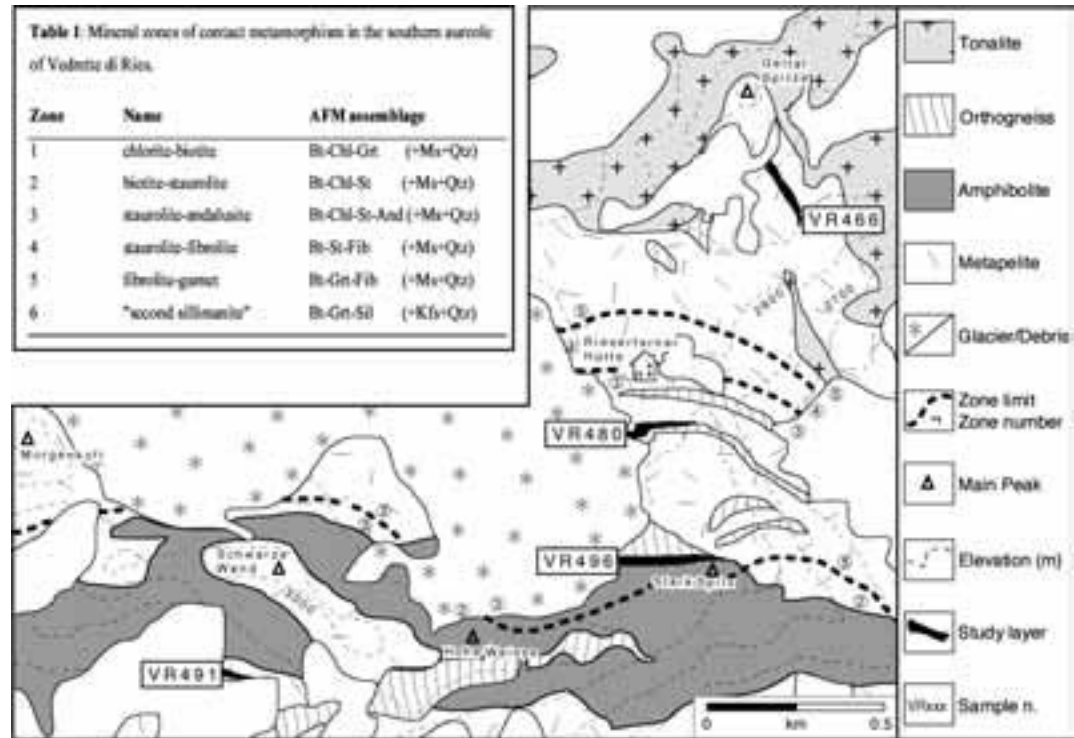 Table 1: Mineral zones of contact metamorphism in the southern aureole
of Vedrette di Ries.
Zone Name AFM assemblage
1 chlorite-biotite Bt-Chl-Grt (+Ms+Qtz)
2 biotite-staurolite Bt-Chl-St (+Ms+Qtz)
3 staurolite-andalusite Bt-Chl-St-And (+Ms+Qtz)
4 staurolite-fibrolite Bt-St-Fib (+Ms+Qtz)
5 fibrolite-garnet Bt-Grt-Fib (+Ms+Qtz)
6 "second sillimanite" Bt-Grt-Sil (+Kfs+Qtz)
VR466
2800
2700
Rieserferner
Hütte
VR480
VR496
Schwarze
Wand
3000
VR491
0 km 0.5
Tonalite
Orthogneiss
Amphibolite
Metapelite
Glacier/Debris
Zone limit
Zone number
Main Peak
Elevation (m)
Study layer
VRxxx
Sample n.